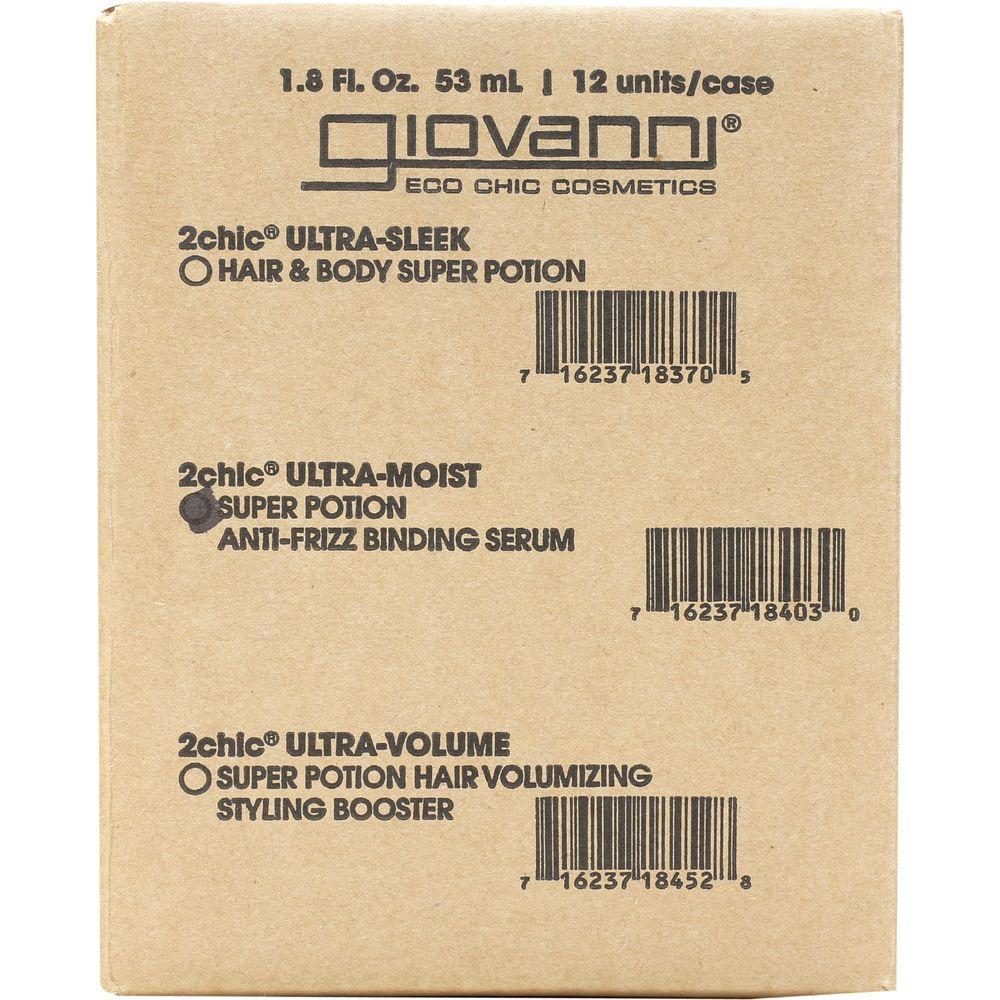 1.8 Fl. Oz. 53 mL | 12 units/case
giovanni®
ECO CHIC COSMETICS
2chic® ULTRA-SLEEK
HAIR & BODY SUPER POTION
7 16237 18370 5
2chic® ULTRA-MOIST
SUPER POTION
ANTI-FRIZZ BINDING SERUM
7 16237 18403 0
2chic® ULTRA-VOLUME
SUPER POTION HAIR VOLUMIZING
STYLING BOOSTER
7 16237 18452 8